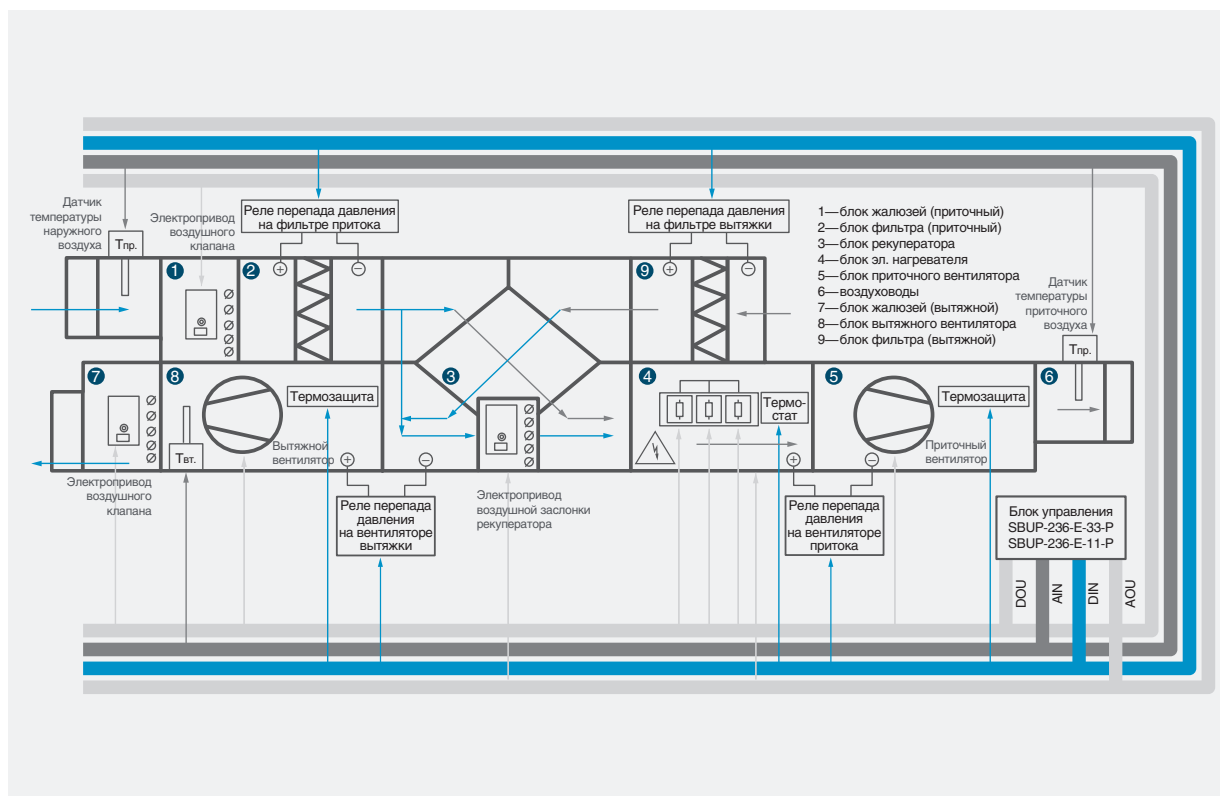 Датчик
температуры
наружного
воздуха
Тпр.
Электропривод
воздушного
клапана
Реле перепада давления
на фильтре притока
Реле перепада давления
на фильтре вытяжки
1—блок жалюзей (приточный)
2—блок фильтра (приточный)
3—блок рекуператора
4—блок эл. нагревателя
5—блок приточного вентилятора
6—воздуховоды
7—блок жалюзей (вытяжной)
8—блок вытяжного вентилятора
9—блок фильтра (вытяжной)
Датчик
температуры
приточного
воздуха
Тпр.
1
2
+
−
9
+
−
7
8
Термозащита
Вытяжной
вентилятор
Твт.
+
−
3
4
Термо-
стат
+
−
5
Термозащита
Приточный
вентилятор
6
Электропривод
воздушного
клапана
Реле перепада
давления
на вентиляторе
вытяжки
Электропривод
воздушной заслонки
рекуператора
Реле перепада
давления
на вентиляторе
притока
Блок управления
SBUP-236-E-33-P
SBUP-236-E-11-P
DOU
AIN
DIN
AOU